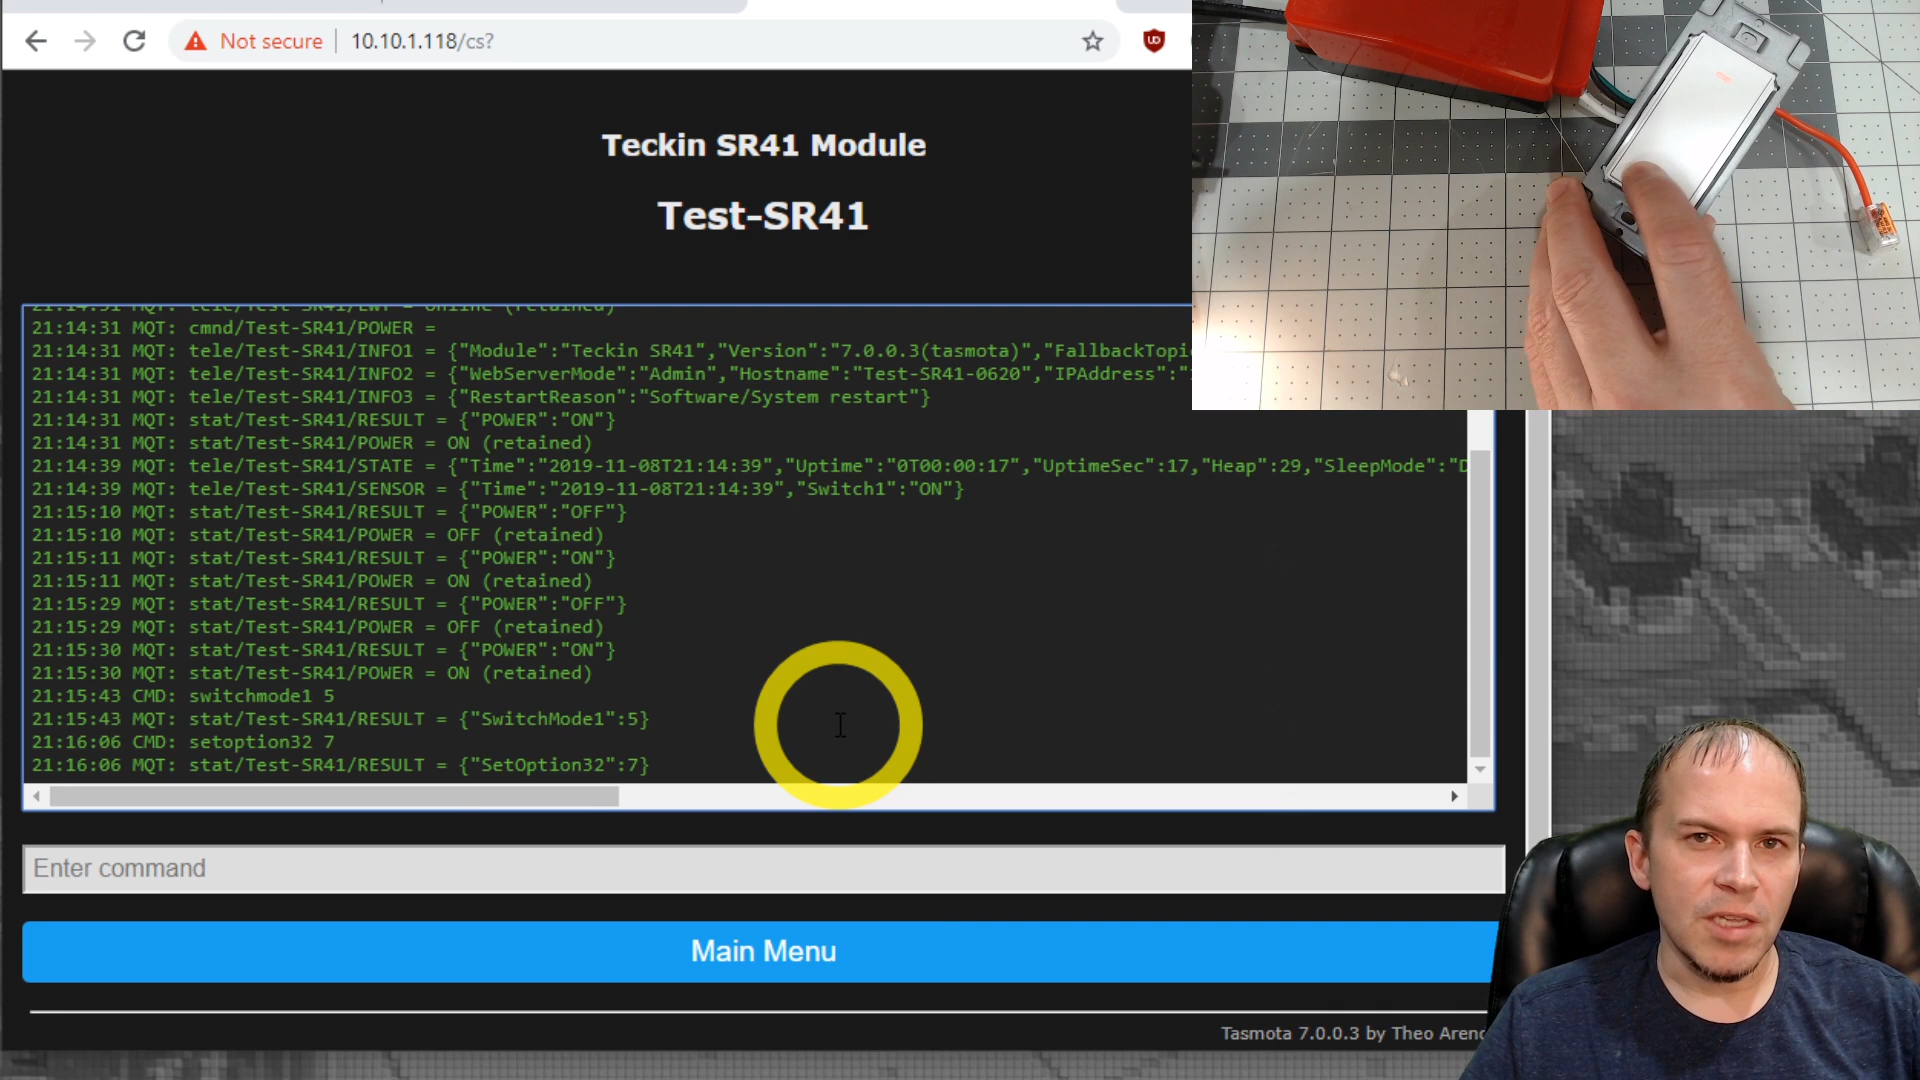 Not secure
10.10.1.118/cs?
Teckin SR41 Module
Test-SR41
21:14:31 MQT: tele/Test-SR41/LWT = Online (retained)
21:14:31 MQT: cmnd/Test-SR41/POWER =
21:14:31 MQT: tele/Test-SR41/INFO1 = {"Module":"Teckin SR41","Version":"7.0.0.3(tasmota)","FallbackTopi
21:14:31 MQT: tele/Test-SR41/INFO2 = {"WebServerMode":"Admin","Hostname":"Test-SR41-0620","IPAddress":"
21:14:31 MQT: tele/Test-SR41/INFO3 = {"RestartReason":"Software/System restart"}
21:14:31 MQT: stat/Test-SR41/RESULT = {"POWER":"ON"}
21:14:31 MQT: stat/Test-SR41/POWER = ON (retained)
21:14:39 MQT: tele/Test-SR41/STATE = {"Time":"2019-11-08T21:14:39","Uptime":"0T00:00:17","UptimeSec":17,"Heap":29,"SleepMode":"D
21:14:39 MQT: tele/Test-SR41/SENSOR = {"Time":"2019-11-08T21:14:39","Switch1":"ON"}
21:15:10 MQT: stat/Test-SR41/RESULT = {"POWER":"OFF"}
21:15:10 MQT: stat/Test-SR41/POWER = OFF (retained)
21:15:11 MQT: stat/Test-SR41/RESULT = {"POWER":"ON"}
21:15:11 MQT: stat/Test-SR41/POWER = ON (retained)
21:15:29 MQT: stat/Test-SR41/RESULT = {"POWER":"OFF"}
21:15:29 MQT: stat/Test-SR41/POWER = OFF (retained)
21:15:30 MQT: stat/Test-SR41/RESULT = {"POWER":"ON"}
21:15:30 MQT: stat/Test-SR41/POWER = ON (retained)
21:15:43 CMD: switchmode1 5
21:15:43 MQT: stat/Test-SR41/RESULT = {"SwitchMode1":5}
21:16:06 CMD: setoption32 7
21:16:06 MQT: stat/Test-SR41/RESULT = {"SetOption32":7}
Enter command
Main Menu
Tasmota 7.0.0.3 by Theo Aren